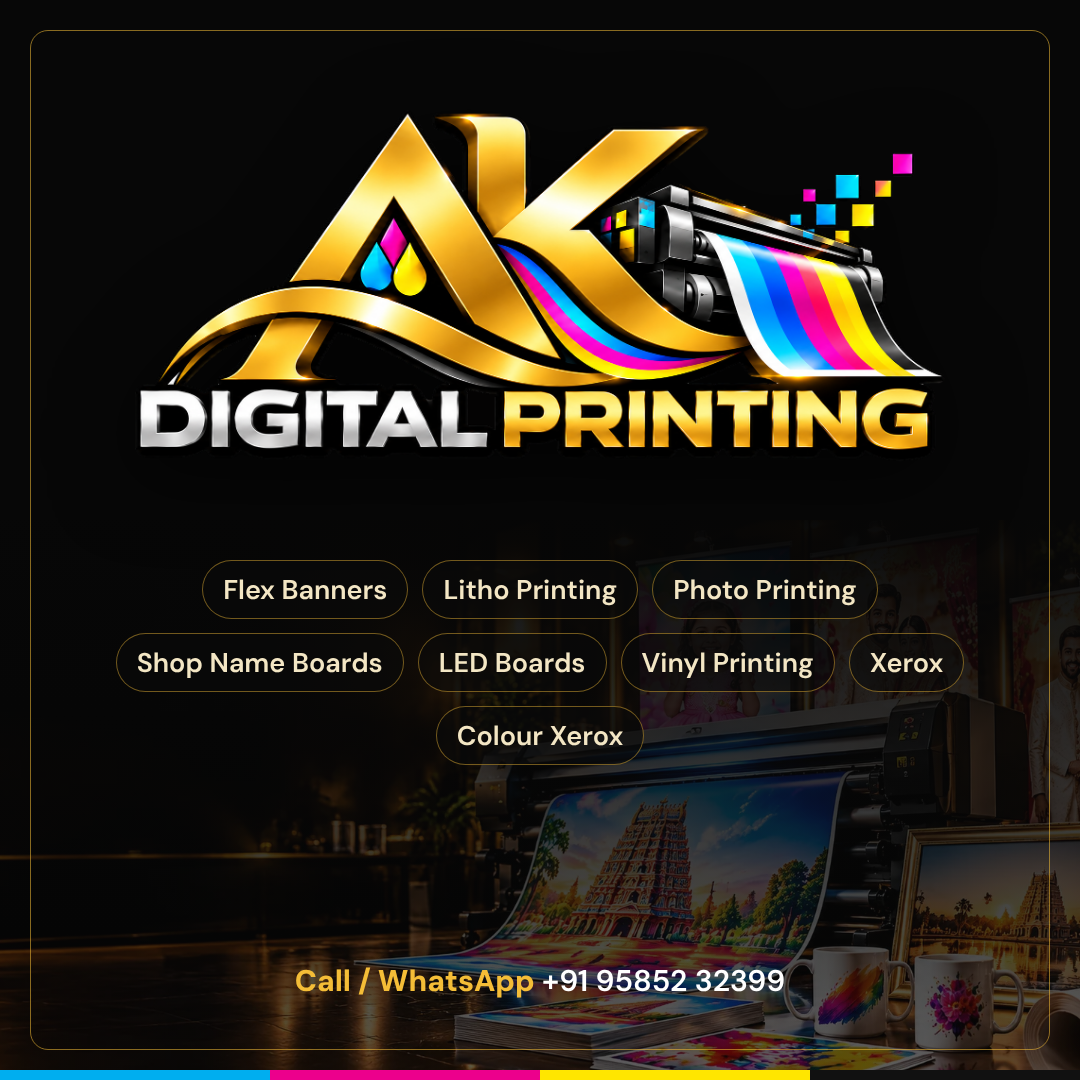 AK
DIGITAL PRINTING
Flex Banners Litho Printing Photo Printing
Shop Name Boards LED Boards Vinyl Printing Xerox
Colour Xerox
Call / WhatsApp +91 95852 32399